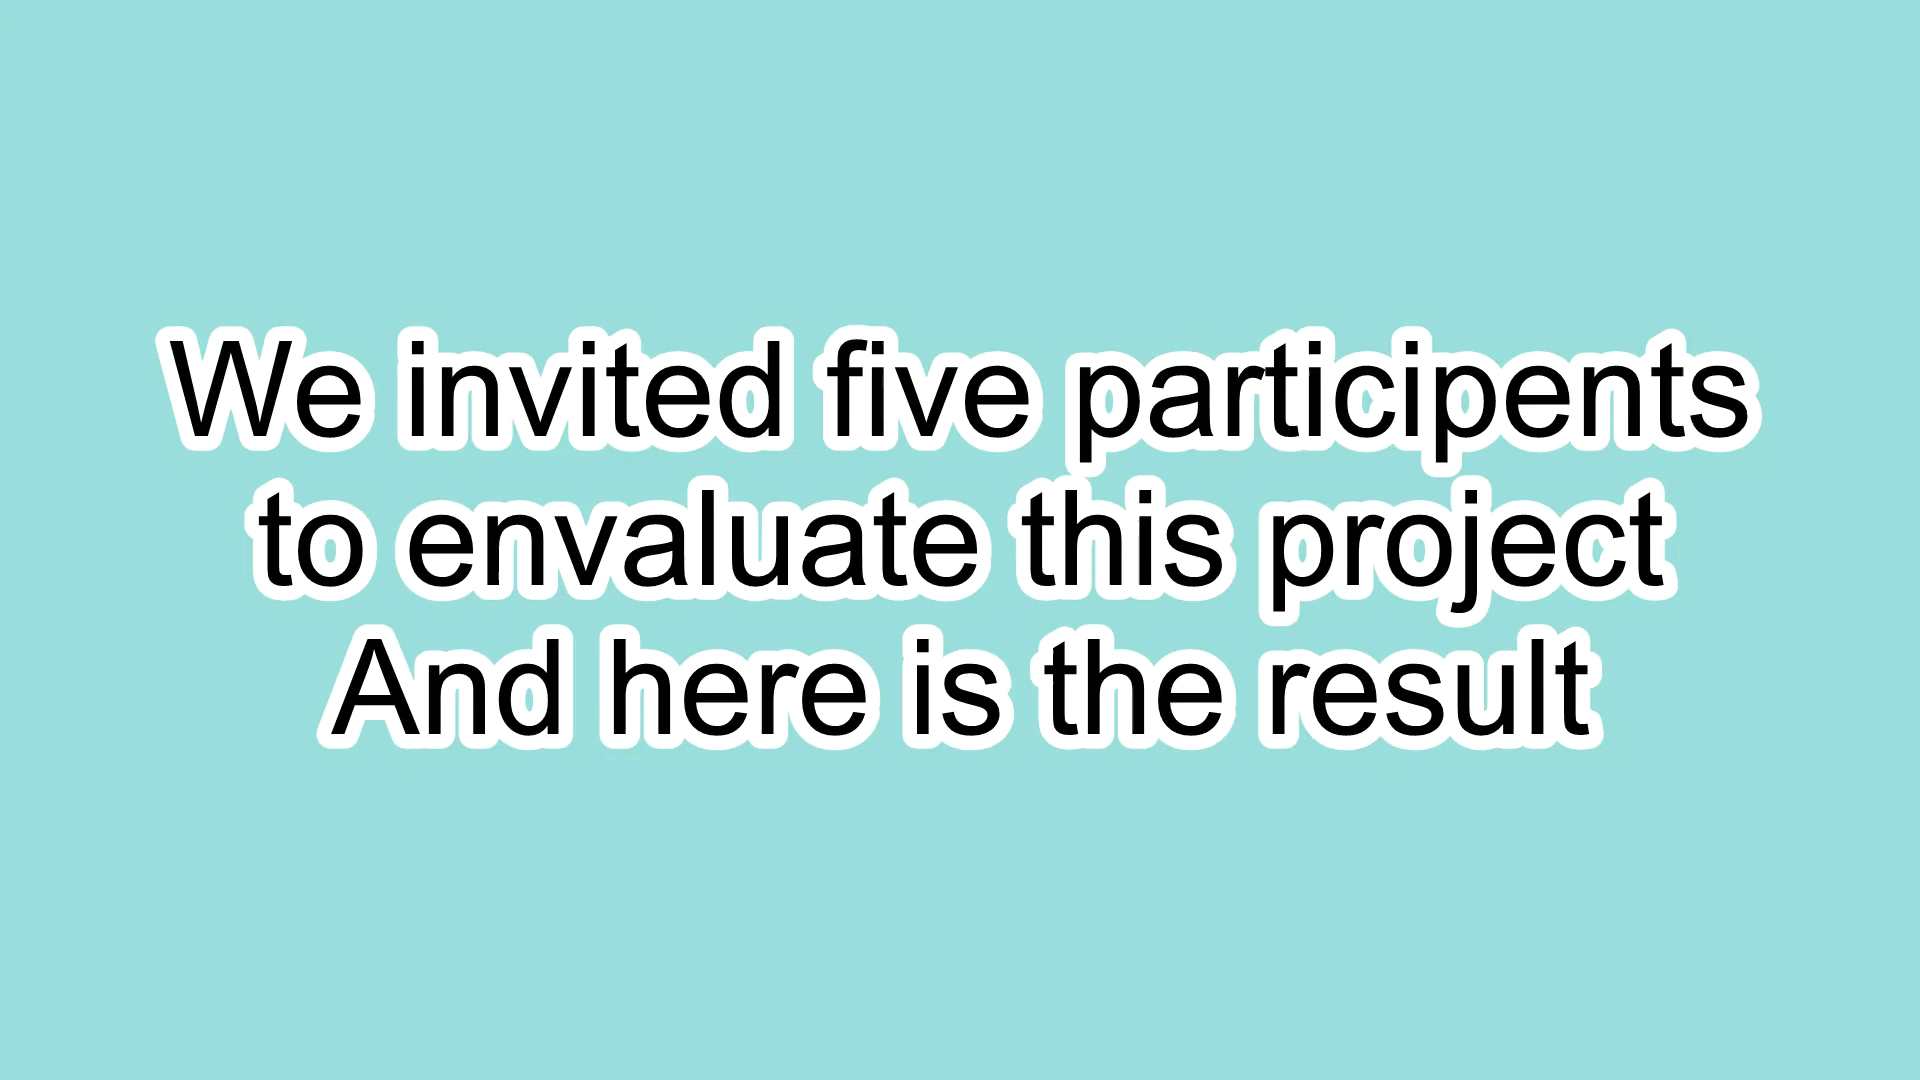 We invited five participents
to envaluate this project
And here is the result